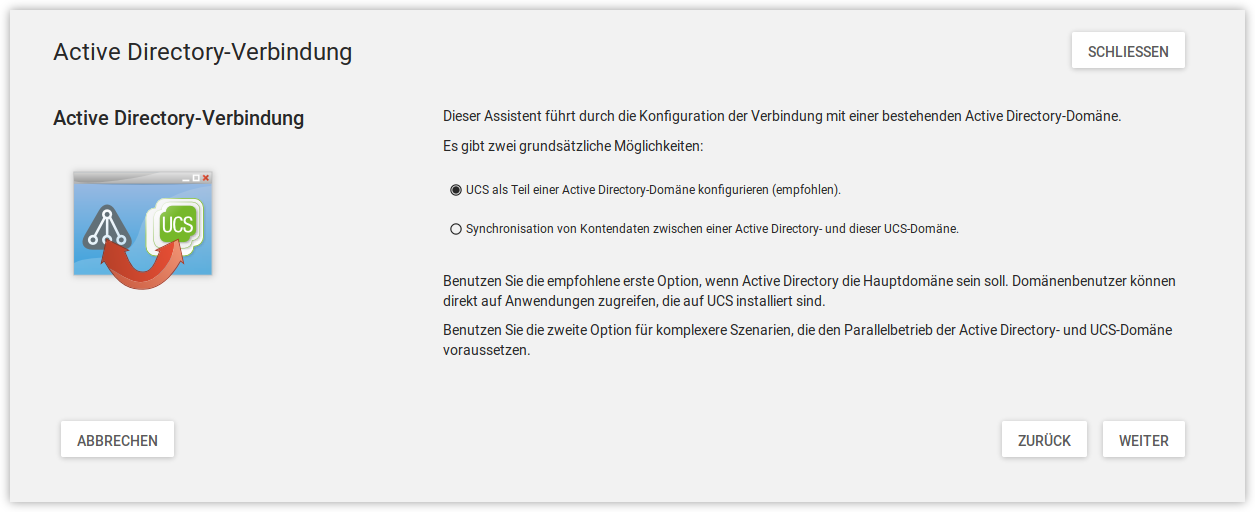 Active Directory-Verbindung
SCHLIESSEN
Active Directory-Verbindung
UCS
Dieser Assistent führt durch die Konfiguration der Verbindung mit einer bestehenden Active Directory-Domäne.
Es gibt zwei grundsätzliche Möglichkeiten:
UCS als Teil einer Active Directory-Domäne konfigurieren (empfohlen).
Synchronisation von Kontendaten zwischen einer Active Directory- und dieser UCS-Domäne.
Benutzen Sie die empfohlene erste Option, wenn Active Directory die Hauptdomäne sein soll. Domänenbenutzer können
direkt auf Anwendungen zugreifen, die auf UCS installiert sind.
Benutzen Sie die zweite Option für komplexere Szenarien, die den Parallelbetrieb der Active Directory- und UCS-Domäne
voraussetzen.
ABBRECHEN
ZURÜCK
WEITER